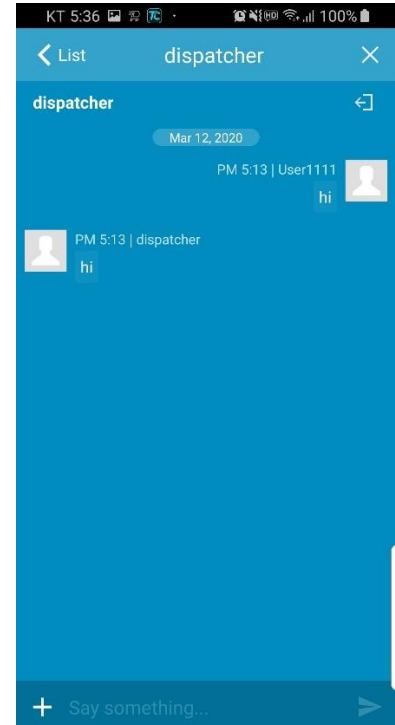 KT 5:36 TC 100%
List dispatcher
dispatcher
Mar 12, 2020
PM 5:13 | User1111
hi
PM 5:13 | dispatcher
hi
Say something...